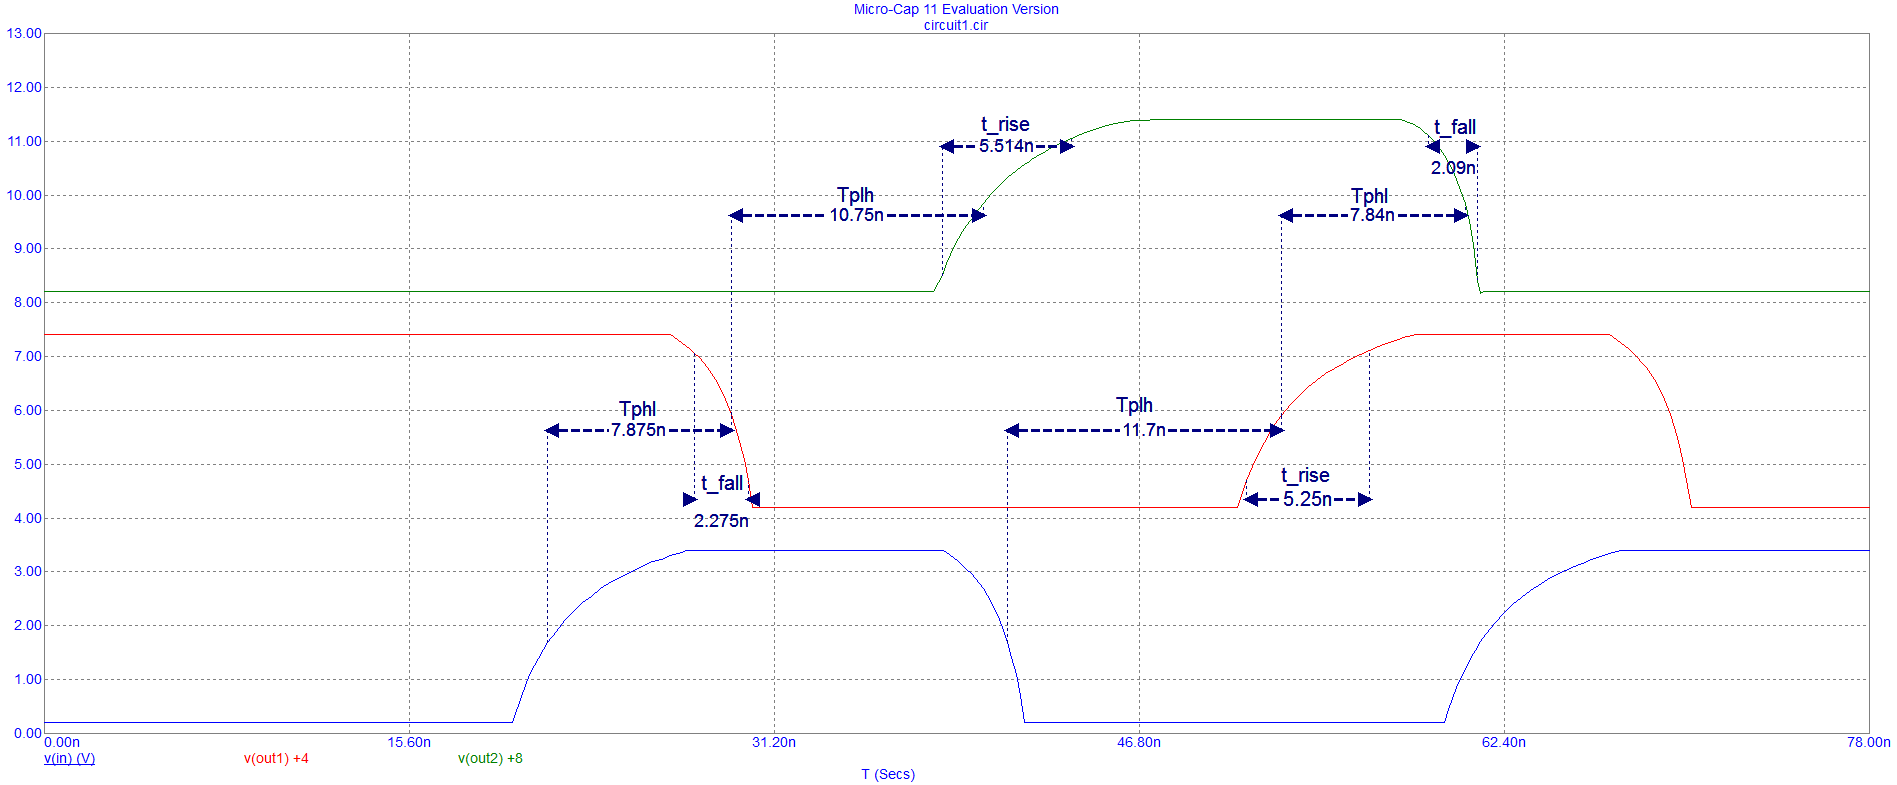 Micro-Cap 11 Evaluation Version
circuit1.cir
13.00
12.00
11.00
10.00
9.00
8.00
7.00
6.00
5.00
4.00
3.00
2.00
1.00
0.00
t_rise
5.514n
t_fall
2.09n
Tplh
10.75n
Tphl
7.84n
Tphl
7.875n
Tplh
11.7n
t_fall
2.275n
t_rise
5.25n
0.00n 15.60n 31.20n 46.80n 62.40n 78.00n
v(in) (V) v(out1) +4 v(out2) +8
T (Secs)